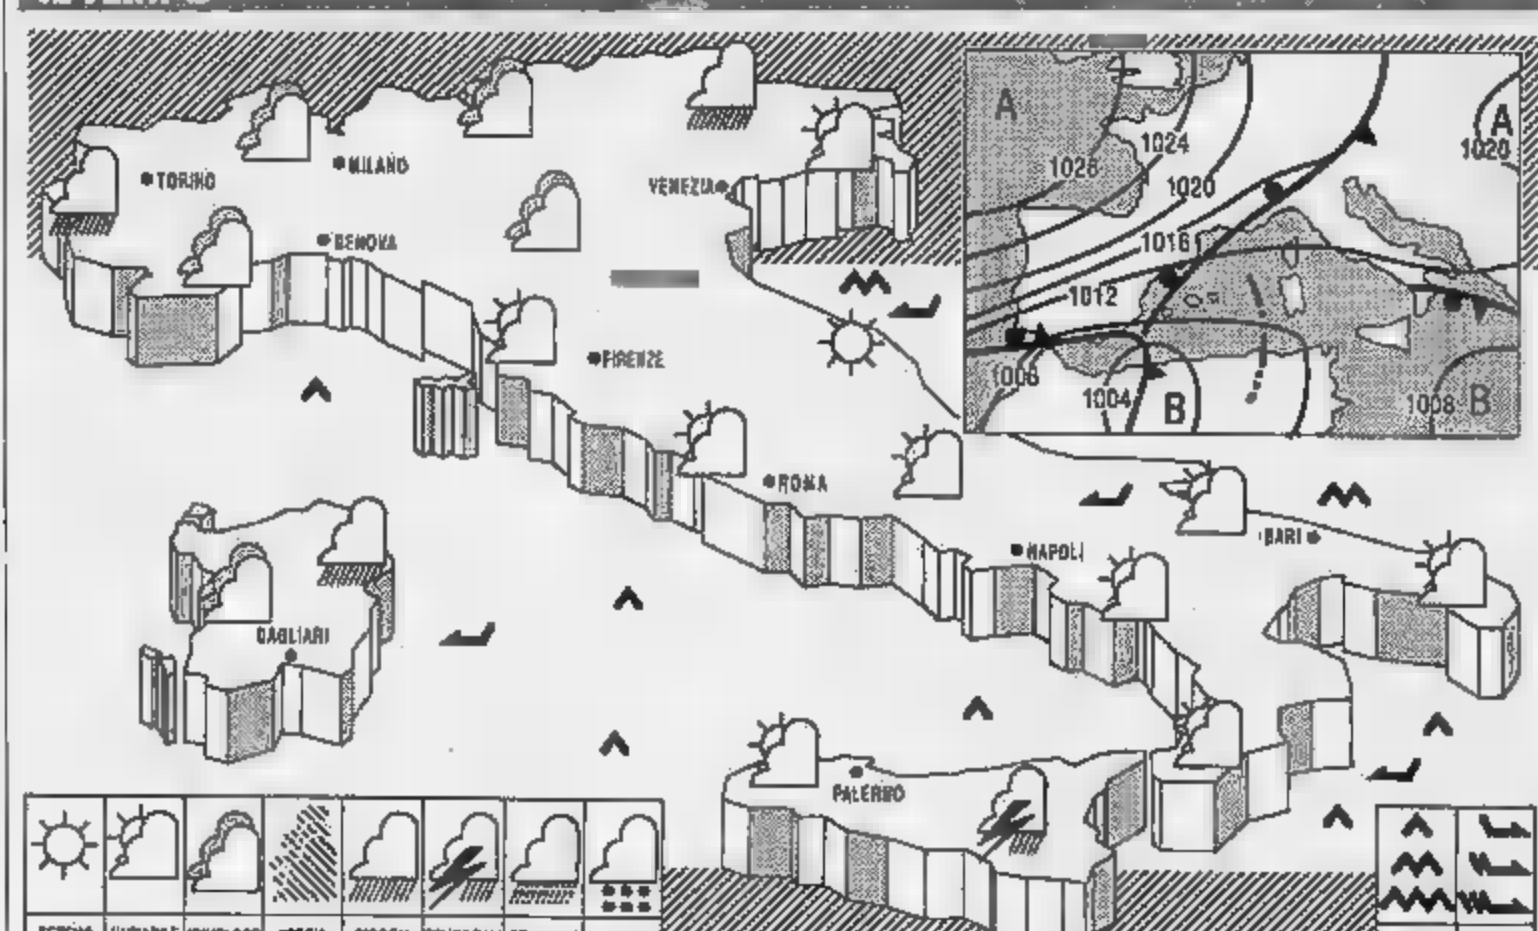 A
A
1024
1028
1020
1020
TORINO
MILANO
VENEZIA
GENOVA
1016
1012
FIRENZE
1008
1004
B
1008
B
ROMA
NAPOLI
BARI
CAGLIARI
PALERMO